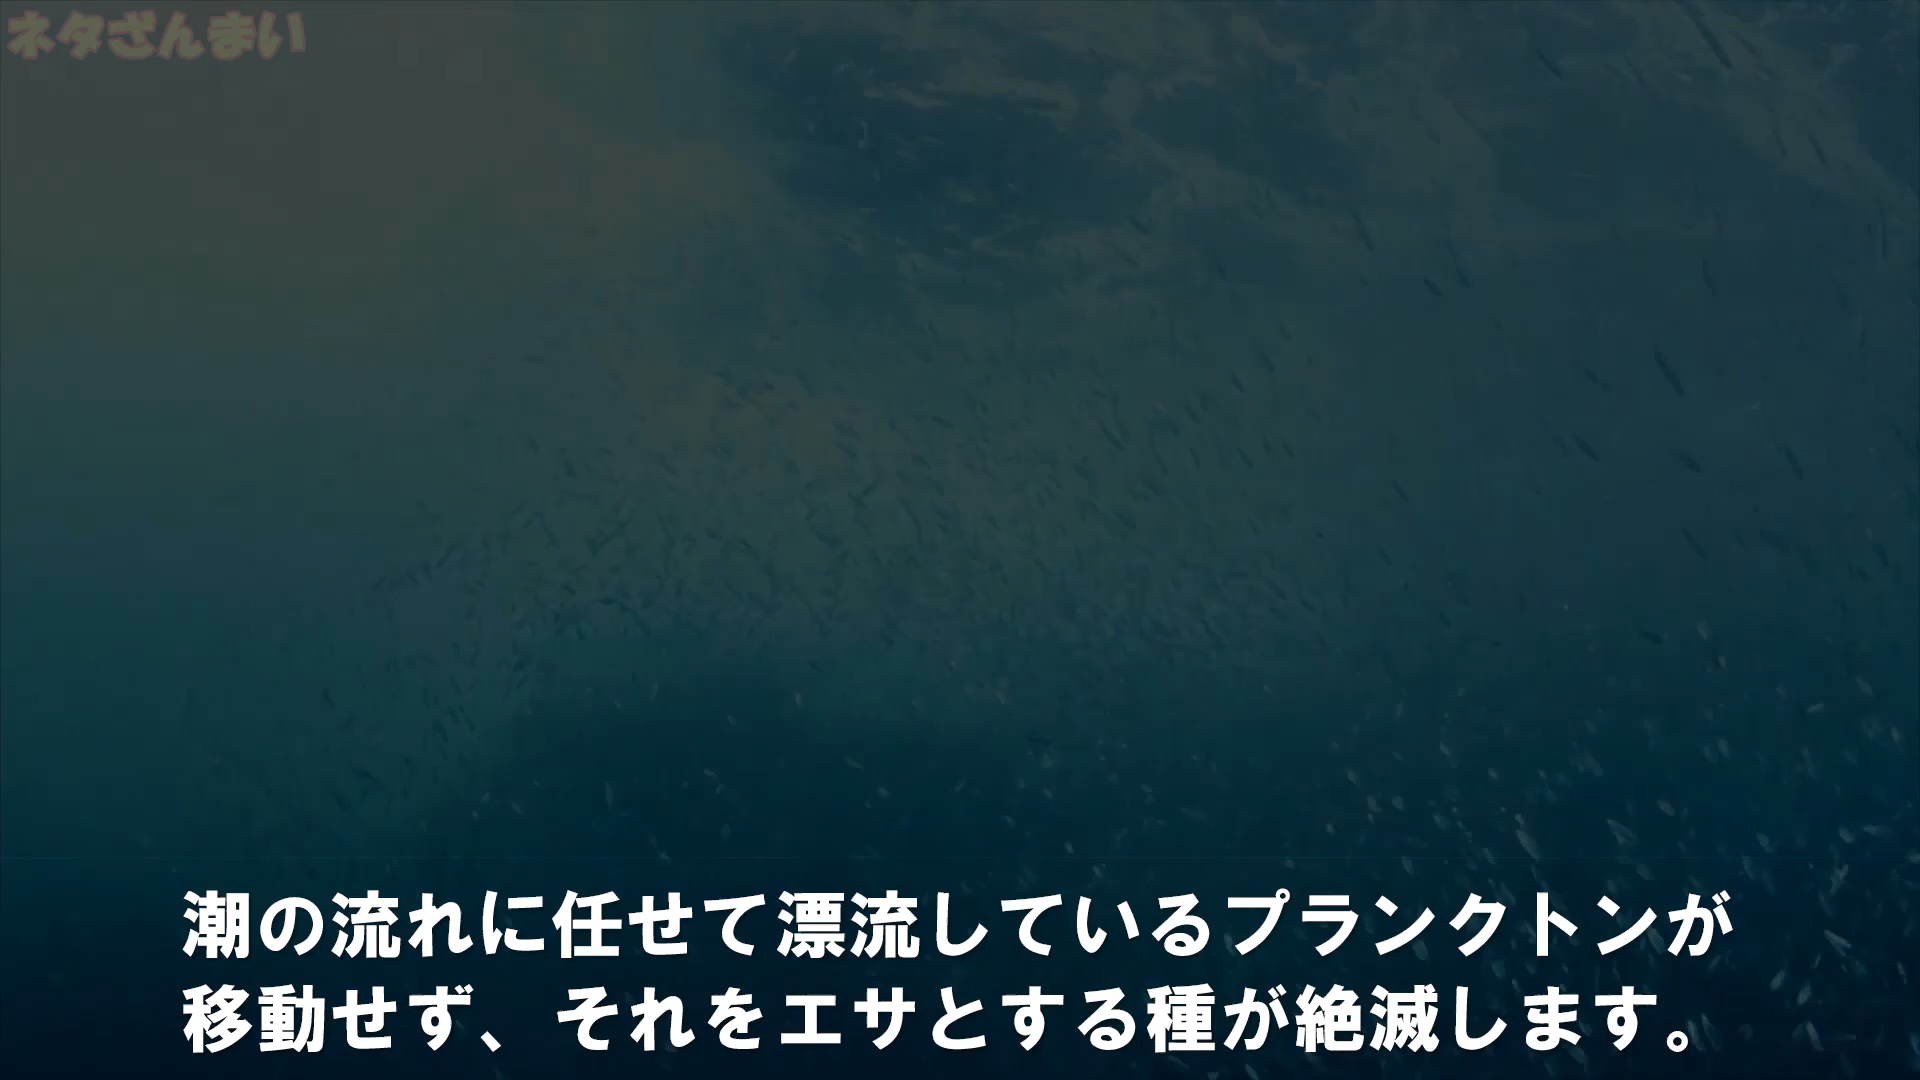 ネタざんまい
潮の流れに任せて漂流しているプランクトンが
移動せず、それをエサとする種が絶滅します。